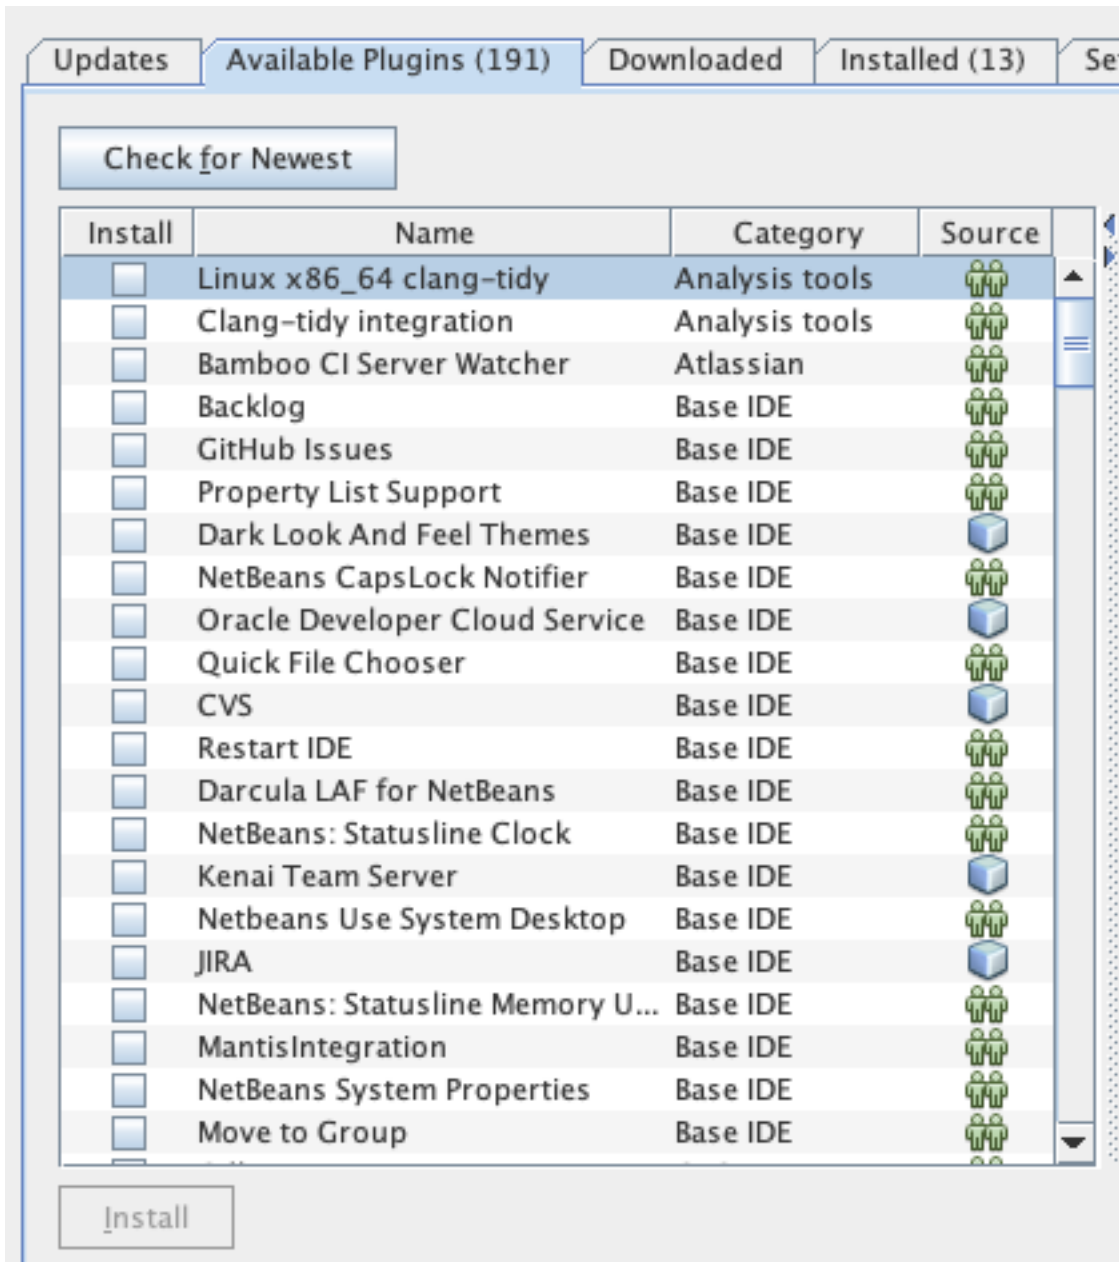 Updates Available Plugins (191) Downloaded Installed (13)
Check for Newest
Install Name Category Source
Linux x86_64 clang-tidy Analysis tools
Clang-tidy integration Analysis tools
Bamboo CI Server Watcher Atlassian
Backlog Base IDE
GitHub Issues Base IDE
Property List Support Base IDE
Dark Look And Feel Themes Base IDE
NetBeans CapsLock Notifier Base IDE
Oracle Developer Cloud Service Base IDE
Quick File Chooser Base IDE
CVS Base IDE
Restart IDE Base IDE
Darcula LAF for NetBeans Base IDE
NetBeans: Statusline Clock Base IDE
Kenai Team Server Base IDE
Netbeans Use System Desktop Base IDE
JIRA Base IDE
NetBeans: Statusline Memory U... Base IDE
MantisIntegration Base IDE
NetBeans System Properties Base IDE
Move to Group Base IDE
Install